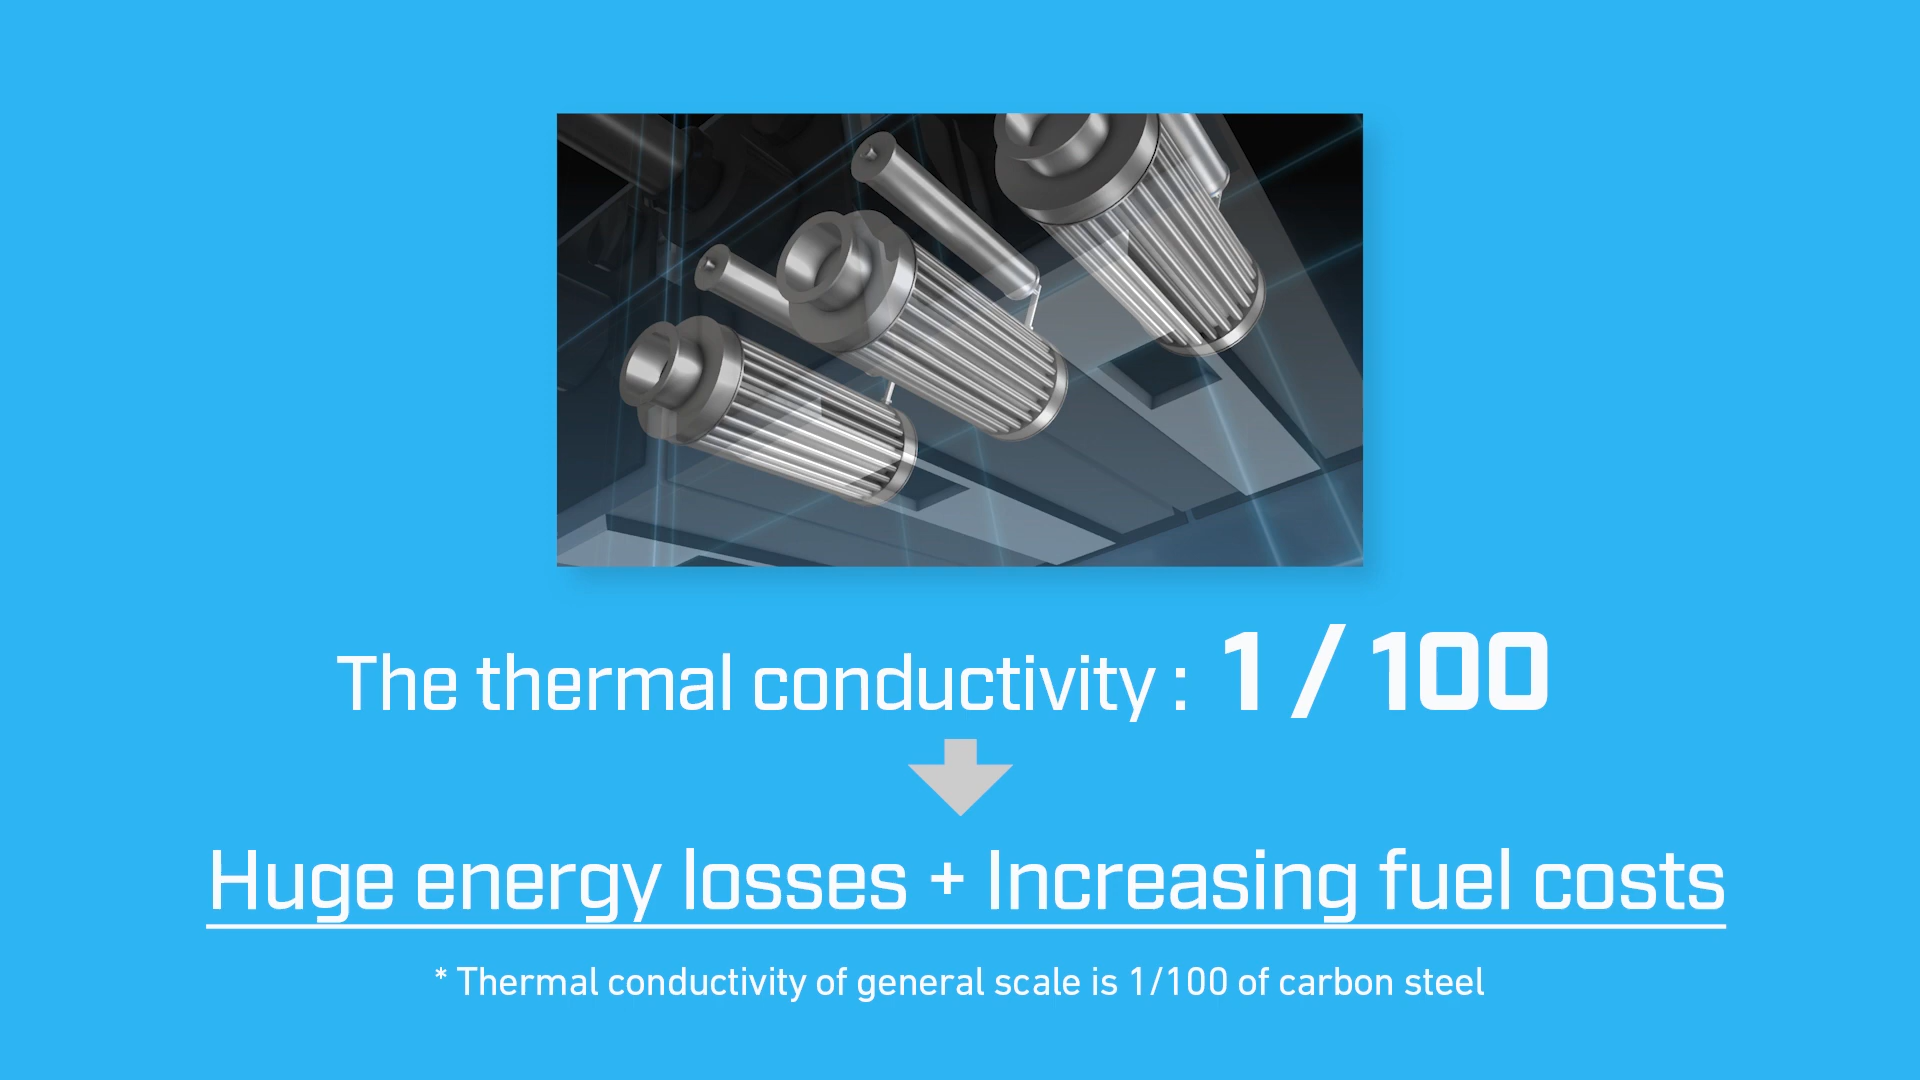 The thermal conductivity : 1 / 100
Huge energy losses + Increasing fuel costs
* Thermal conductivity of general scale is 1/100 of carbon steel